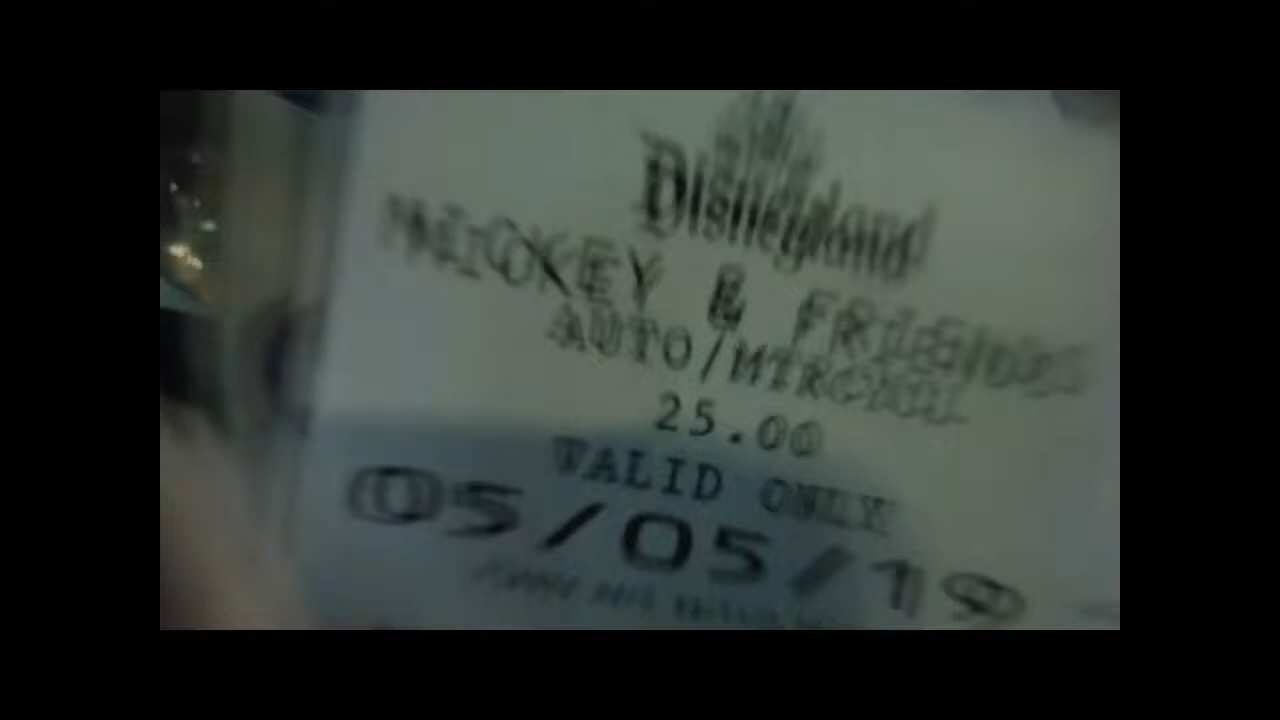 Disneyland
MICKEY & FRIENDS
AUTO/MTRCYCL
25.00
VALID ONLY
05/05/19